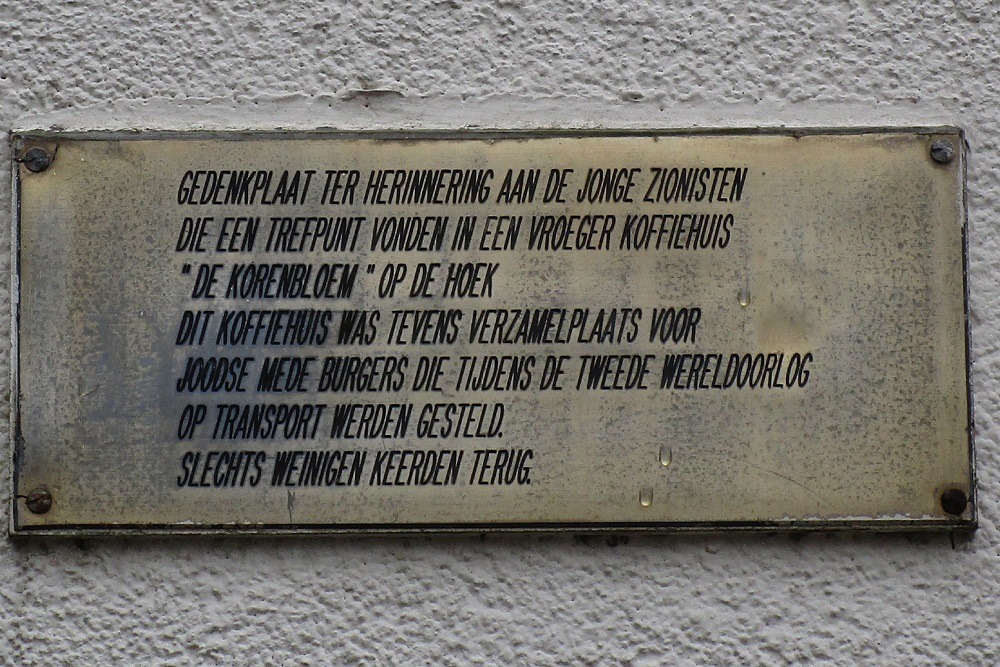 GEDENKPLAAT TER HERINNERING AAN DE JONGE ZIONISTEN
DIE EEN TREFPUNT VONDEN IN EEN VROEGER KOFFIEHUIS
" DE KORENBLOEM " OP DE HOEK
DIT KOFFIEHUIS WAS TEVENS VERZAMELPLAATS VOOR
JOODSE MEDE BURGERS DIE TIJDENS DE TWEEDE WERELDOORLOG
OP TRANSPORT WERDEN GESTELD.
SLECHTS WEINIGEN KEERDEN TERUG.